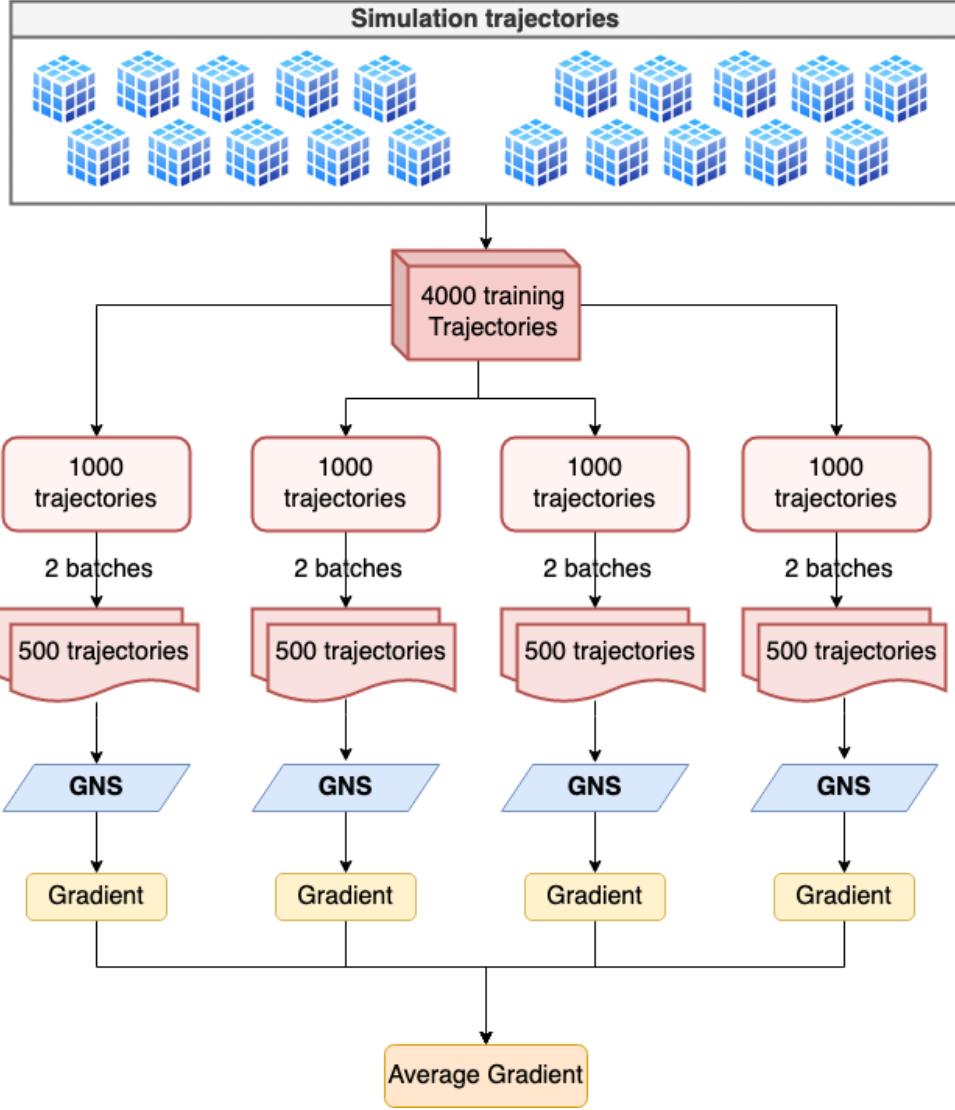 Simulation trajectories
4000 training
Trajectories
1000
trajectories
1000
trajectories
1000
trajectories
1000
trajectories
2 batches
2 batches
2 batches
2 batches
500 trajectories
500 trajectories
500 trajectories
500 trajectories
GNS
GNS
GNS
GNS
Gradient
Gradient
Gradient
Gradient
Average Gradient